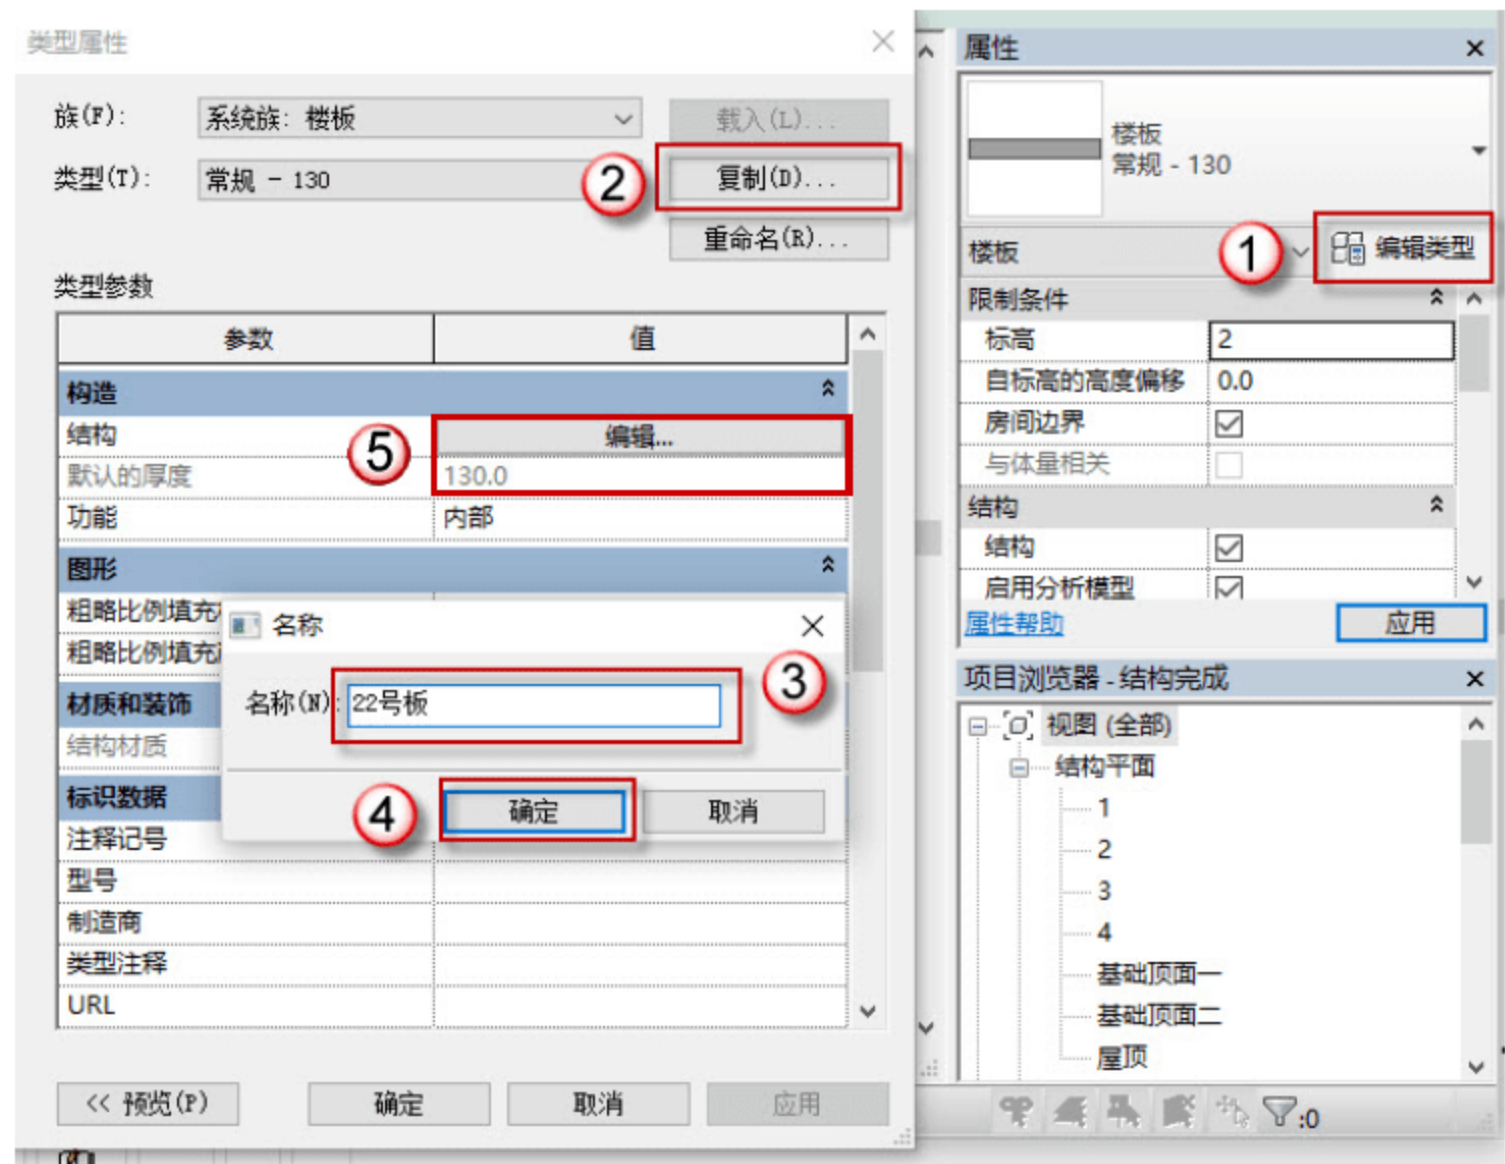 类型属性
族(F):
系统族: 楼板
载入(L)...
类型(T):
常规 - 130
②
复制(D)...
重命名(R)...
类型参数
参数
值
构造
结构
⑤
编辑...
默认的厚度
130.0
功能
内部
图形
粗略比例填充
粗略比例填充
材质和装饰
结构材质
标识数据
注释记号
型号
制造商
类型注释
URL
名称
名称(N):
22号板
③
④
确定
取消
<< 预览(P)
确定
取消
应用
属性
楼板
常规 - 130
楼板
①
编辑类型
限制条件
标高
2
自标高的高度偏移
0.0
房间边界
与体量相关
结构
结构
启用分析模型
属性帮助
应用
项目浏览器 - 结构完成
视图 (全部)
结构平面
1
2
3
4
基础顶面一
基础顶面二
屋顶
:0